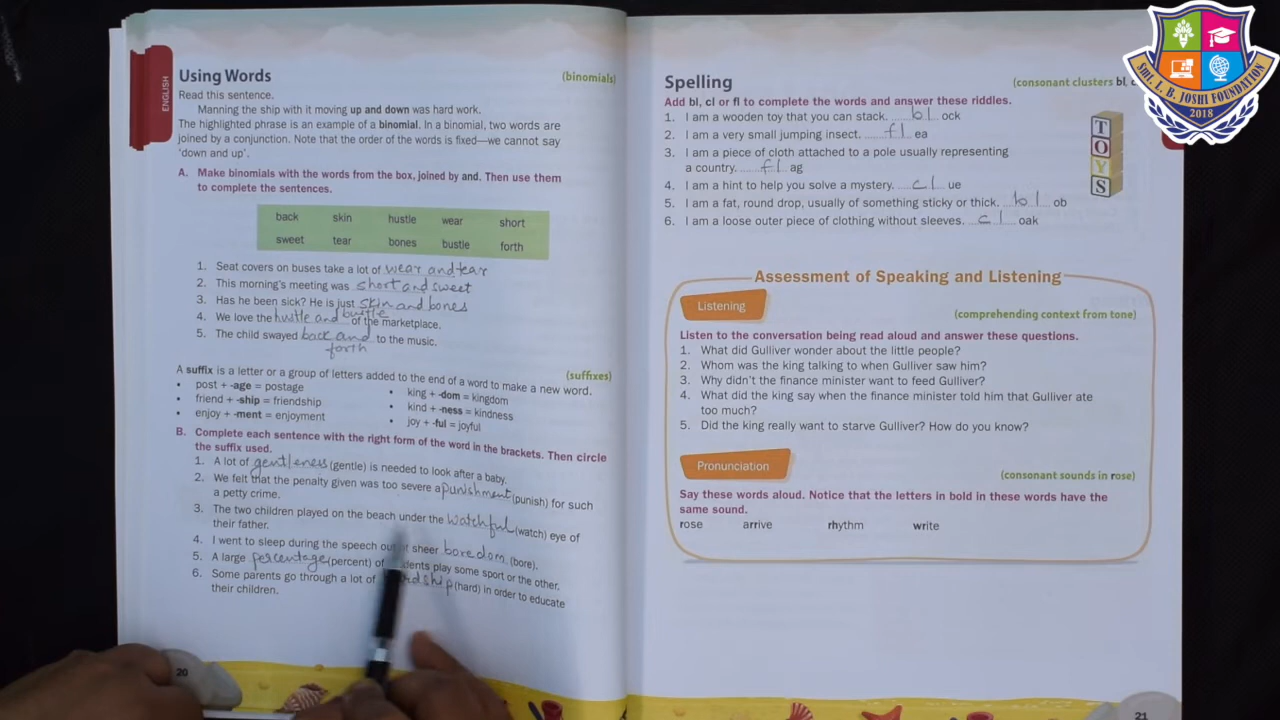 ENGLISH
Using Words
(binomials)
Read this sentence.
Manning the ship with it moving up and down was hard work.
The highlighted phrase is an example of a binomial. In a binomial, two words are
joined by a conjunction. Note that the order of the words is fixed—we cannot say
'down and up'.
A. Make binomials with the words from the box, joined by and. Then use them
to complete the sentences.
back skin hustle wear short
sweet tear bones bustle forth
1. Seat covers on buses take a lot of wear and tear
2. This morning's meeting was short and sweet
3. Has he been sick? He is just skin and bones
4. We love the hustle and bustle of the marketplace.
5. The child swayed back and forth to the music.
(suffixes)
A suffix is a letter or a group of letters added to the end of a word to make a new word.
• post + -age = postage
• friend + -ship = friendship
• enjoy + -ment = enjoyment
• king + -dom = kingdom
• kind + -ness = kindness
• joy + -ful = joyful
B. Complete each sentence with the right form of the word in the brackets. Then circle
the suffix used.
1. A lot of gentleness (gentle) is needed to look after a baby.
2. We felt that the penalty given was too severe a punishment (punish) for such
a petty crime.
3. The two children played on the beach under the watchful (watch) eye of
their father.
4. I went to sleep during the speech out of sheer boredom (bore).
5. A large percentage (percent) of students play some sport or the other.
6. Some parents go through a lot of hardship (hard) in order to educate
their children.
20
Spelling
(consonant clusters bl,
Add bl, cl or fl to complete the words and answer these riddles.
1. I am a wooden toy that you can stack. bl ock
2. I am a very small jumping insect. fl ea
3. I am a piece of cloth attached to a pole usually representing
a country. fl ag
4. I am a hint to help you solve a mystery. cl ue
5. I am a fat, round drop, usually of something sticky or thick. bl ob
6. I am a loose outer piece of clothing without sleeves. cl oak
TOYS
Assessment of Speaking and Listening
Listening
(comprehending context from tone)
Listen to the conversation being read aloud and answer these questions.
1. What did Gulliver wonder about the little people?
2. Whom was the king talking to when Gulliver saw him?
3. Why didn't the finance minister want to feed Gulliver?
4. What did the king say when the finance minister told him that Gulliver ate
too much?
5. Did the king really want to starve Gulliver? How do you know?
Pronunciation
(consonant sounds in rose)
Say these words aloud. Notice that the letters in bold in these words have the
same sound.
rose arrive rhythm write
21
SMT. L. B. JOSHI FOUNDATION
2018